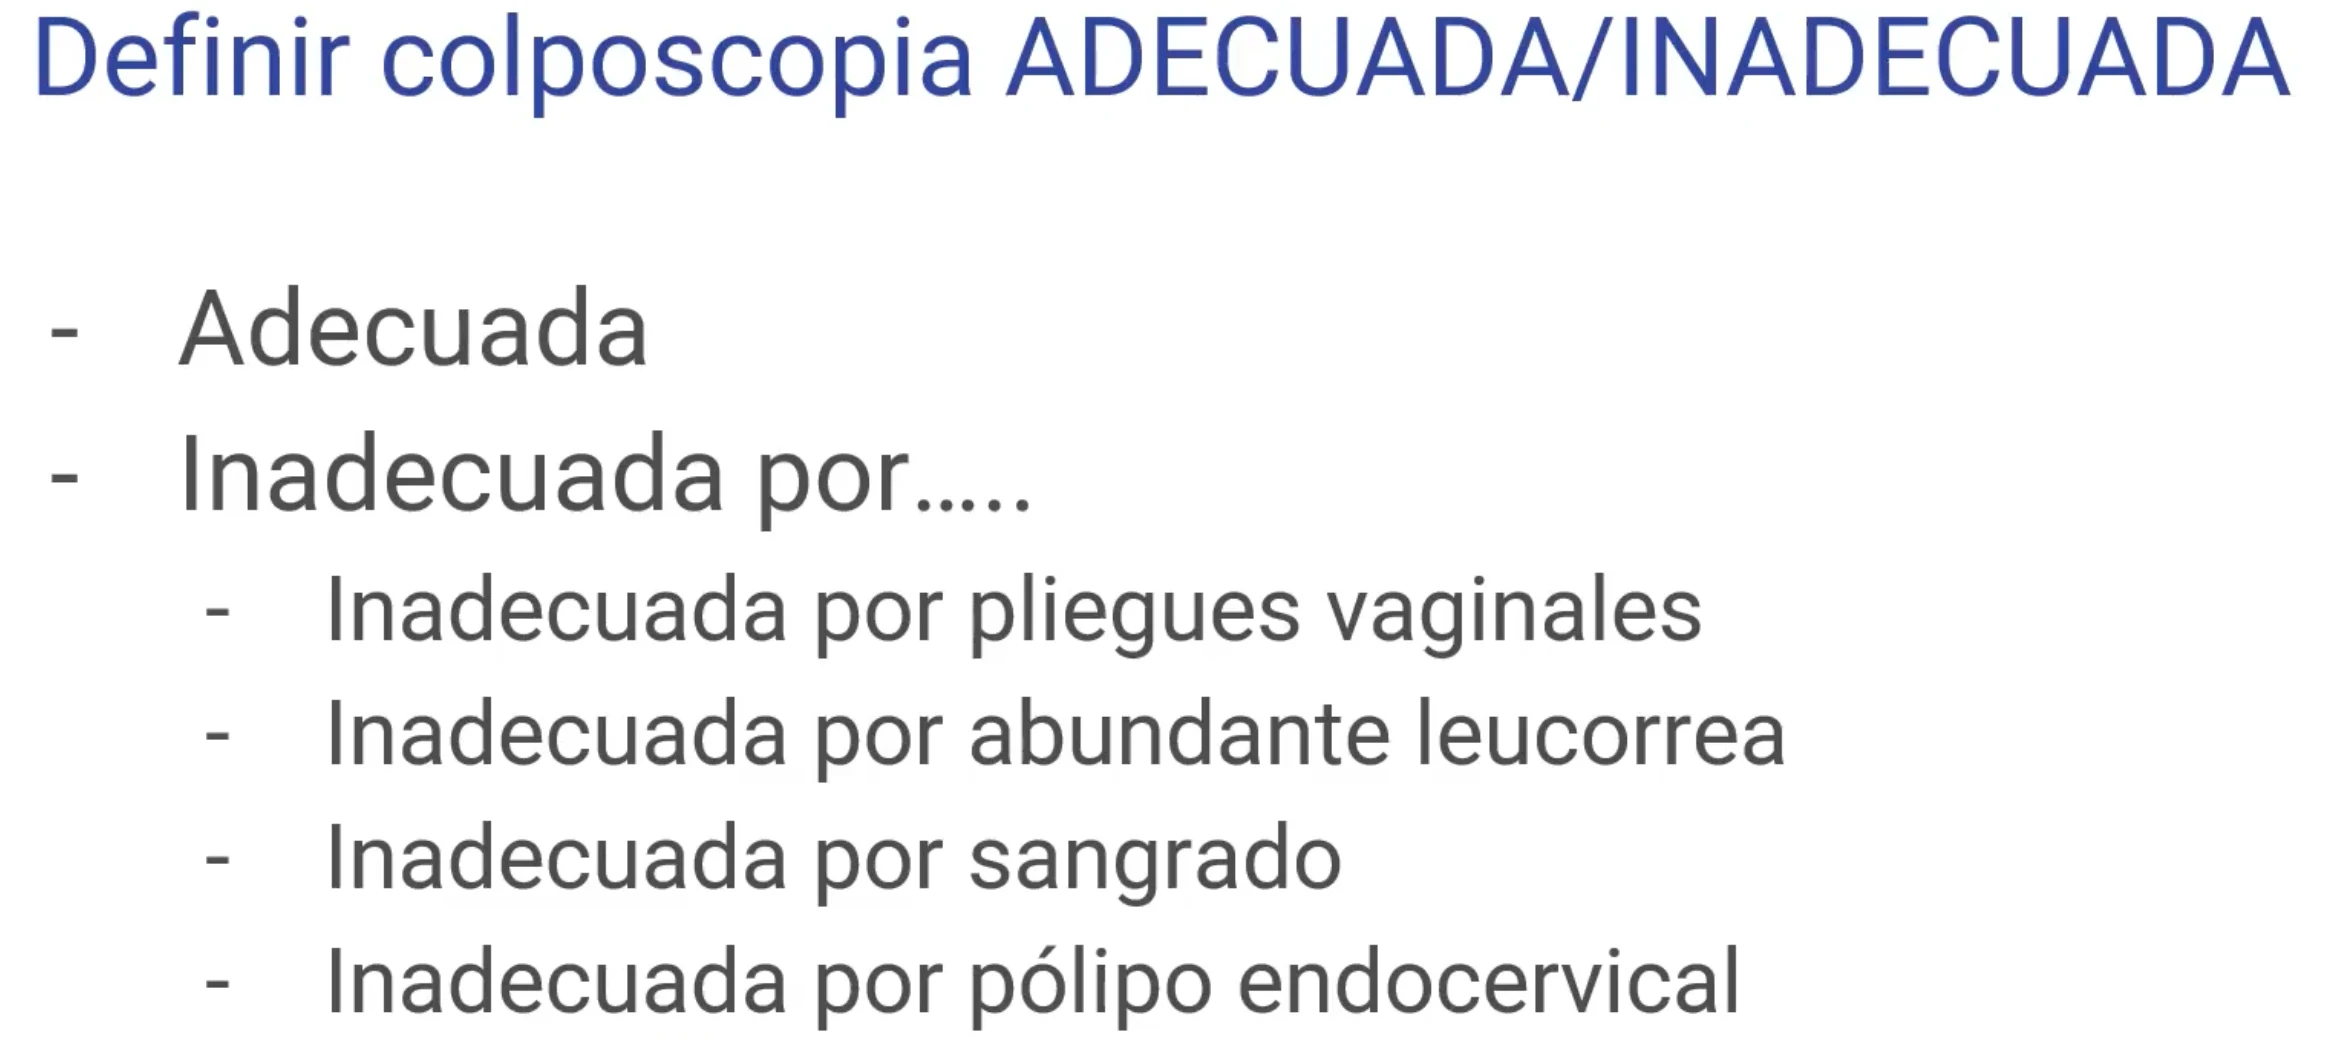 Definir colposcopia ADECUADA/INADECUADA
- Adecuada
- Inadecuada por…..
- Inadecuada por pliegues vaginales
- Inadecuada por abundante leucorrea
- Inadecuada por sangrado
- Inadecuada por pólipo endocervical